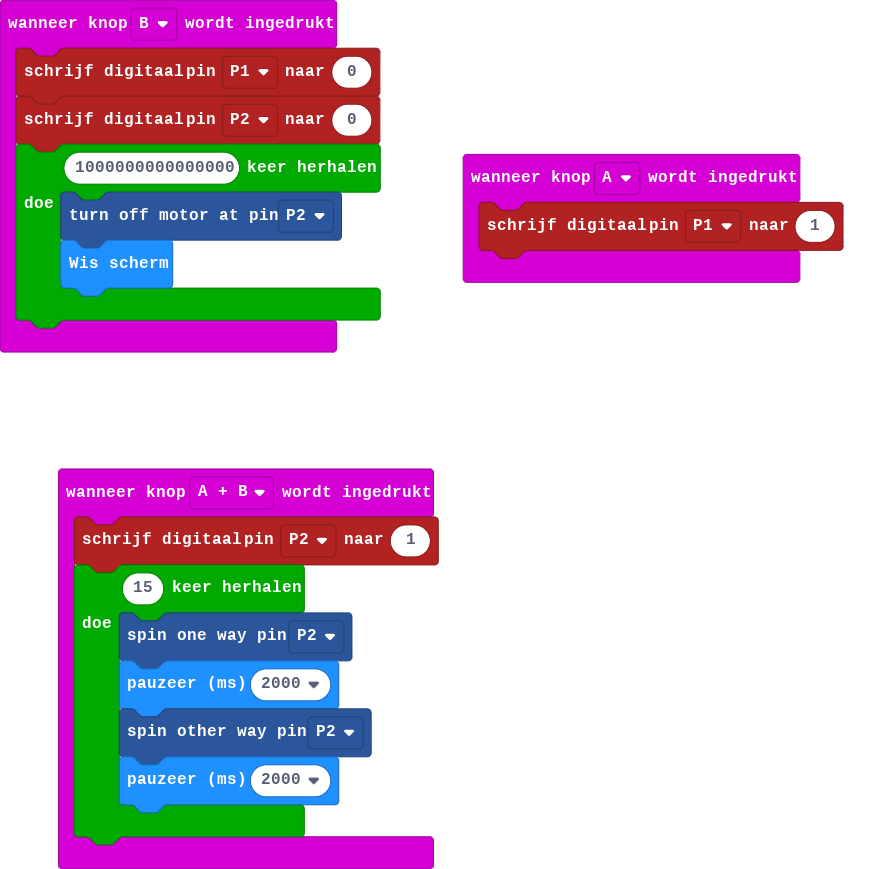 wanneer knop B wordt ingedrukt
schrijf digitaalpin P1 naar 0
schrijf digitaalpin P2 naar 0
1000000000000000 keer herhalen
doe
turn off motor at pin P2
Wis scherm
wanneer knop A wordt ingedrukt
schrijf digitaalpin P1 naar 1
wanneer knop A + B wordt ingedrukt
schrijf digitaalpin P2 naar 1
15 keer herhalen
doe
spin one way pin P2
pauzeer (ms) 2000
spin other way pin P2
pauzeer (ms) 2000